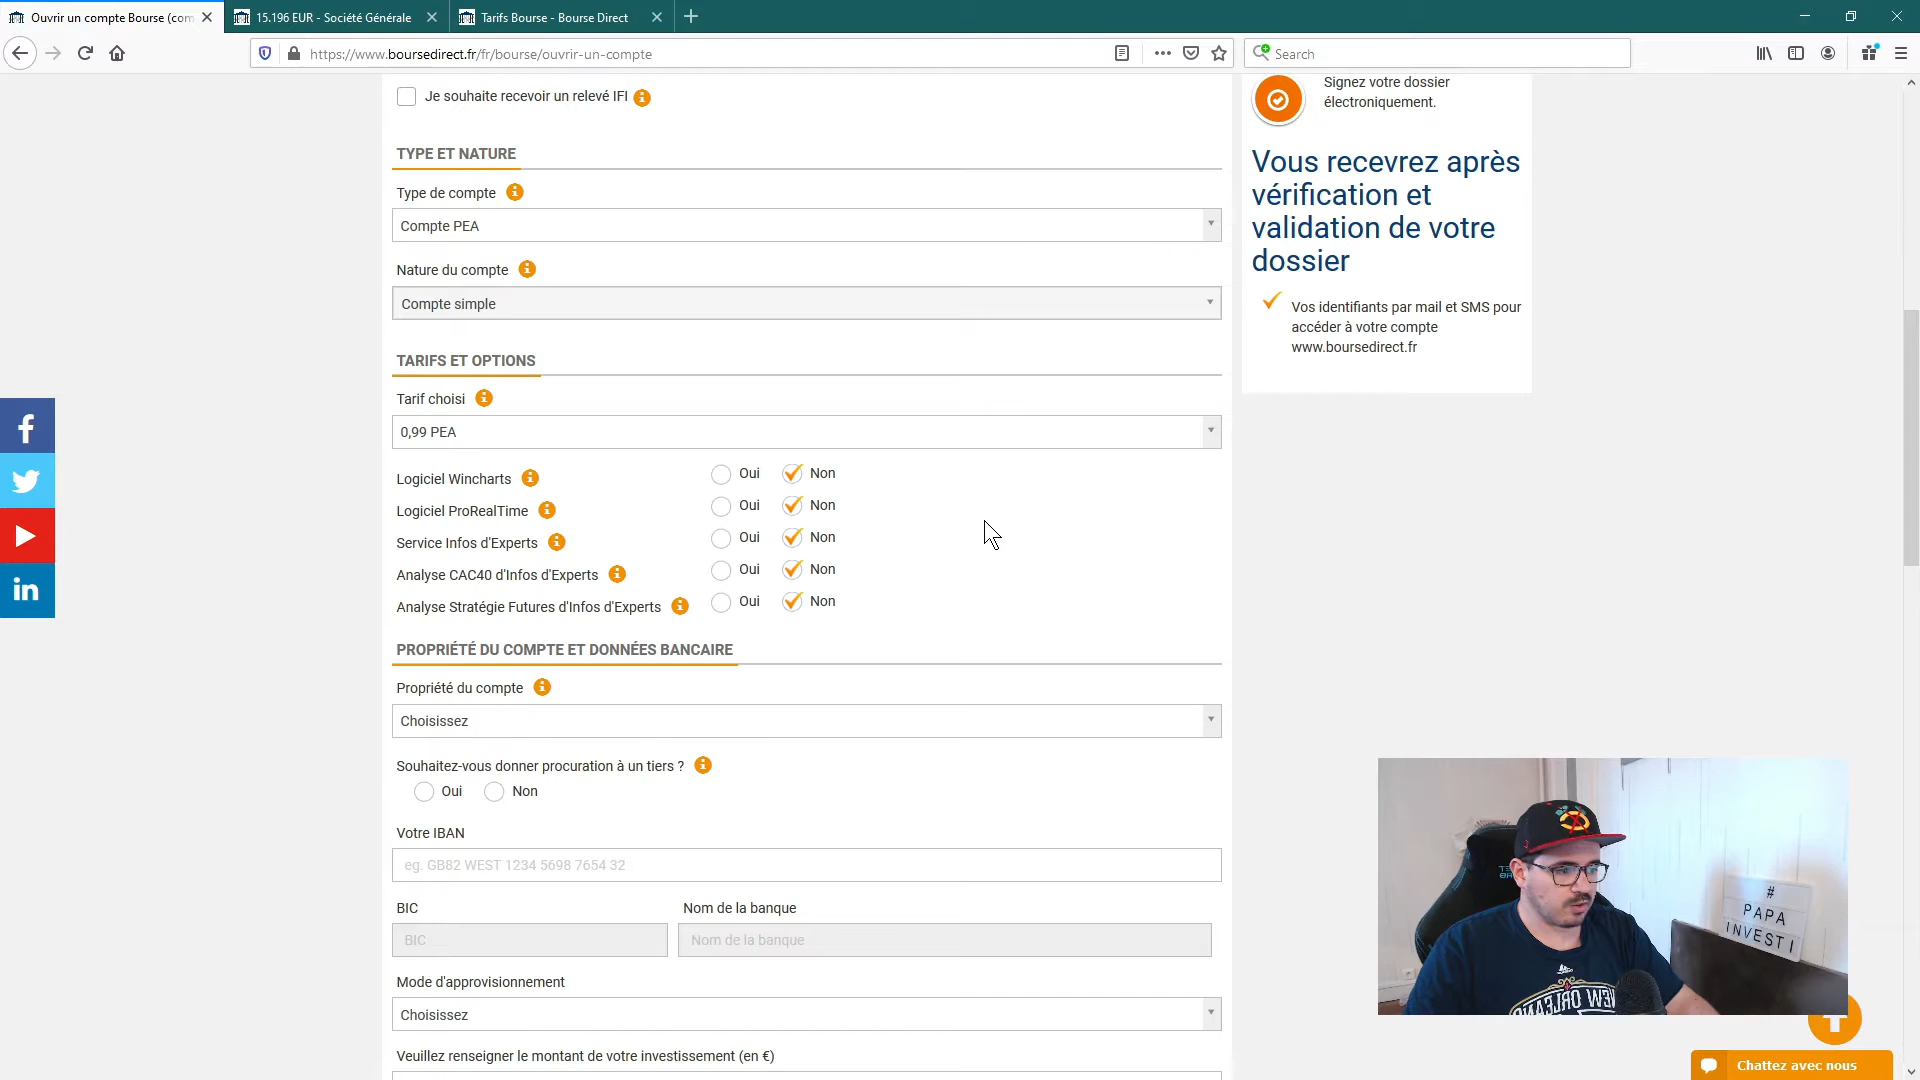 Ouvrir un compte Bourse (com
15.196 EUR - Société Générale
Tarifs Bourse - Bourse Direct
https://www.boursedirect.fr/fr/bourse/ouvrir-un-compte
Search
Je souhaite recevoir un relevé IFI
TYPE ET NATURE
Type de compte
Compte PEA
Nature du compte
Compte simple
TARIFS ET OPTIONS
Tarif choisi
0,99 PEA
Logiciel Wincharts Oui Non
Logiciel ProRealTime Oui Non
Service Infos d'Experts Oui Non
Analyse CAC40 d'Infos d'Experts Oui Non
Analyse Stratégie Futures d'Infos d'Experts Oui Non
PROPRIÉTÉ DU COMPTE ET DONNÉES BANCAIRE
Propriété du compte
Choisissez
Souhaitez-vous donner procuration à un tiers ?
Oui Non
Votre IBAN
eg. GB82 WEST 1234 5698 7654 32
BIC Nom de la banque
BIC Nom de la banque
Mode d'approvisionnement
Choisissez
Veuillez renseigner le montant de votre investissement (en €)
Signez votre dossier
électroniquement.
Vous recevrez après
vérification et
validation de votre
dossier
Vos identifiants par mail et SMS pour
accéder à votre compte
www.boursedirect.fr
#
PAPA
INVEST I
NEW ORLEANS
Chattez avec nous